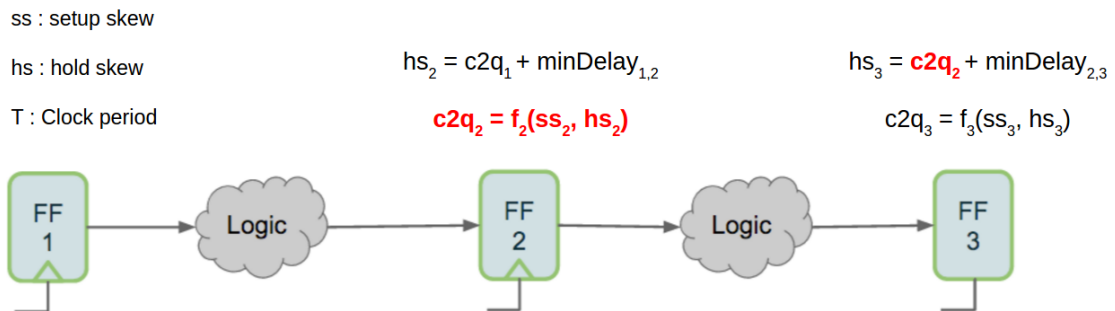 ss : setup skew
hs : hold skew
T : Clock period
hs₂ = c2q₁ + minDelay₁,₂
c2q₂ = f₂(ss₂, hs₂)
hs₃ = c2q₂ + minDelay₂,₃
c2q₃ = f₃(ss₃, hs₃)
FF
1
Logic
FF
2
Logic
FF
3